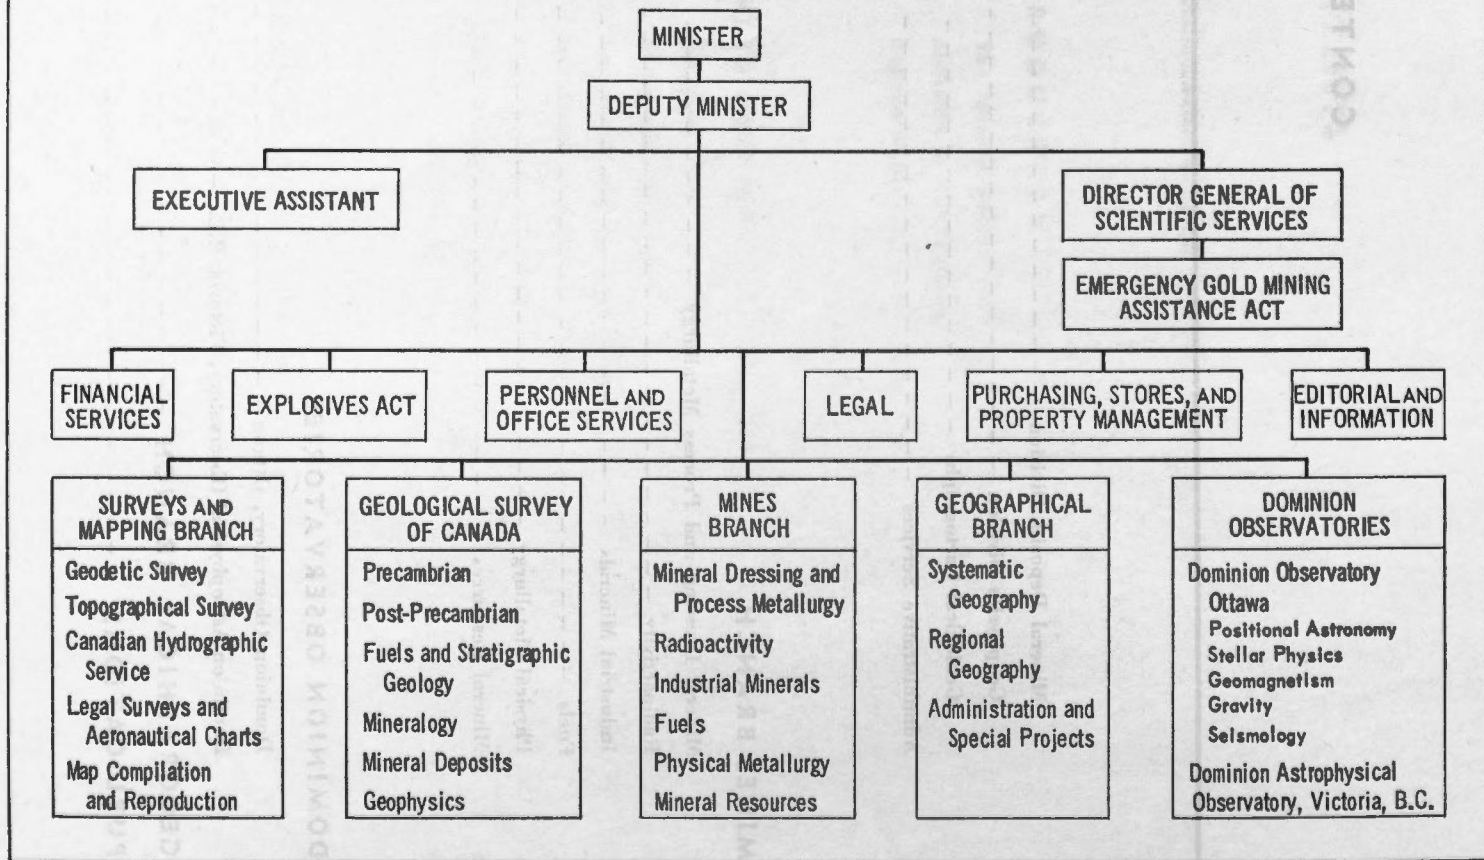 MINISTER
DEPUTY MINISTER
EXECUTIVE ASSISTANT
DIRECTOR GENERAL OF
SCIENTIFIC SERVICES
EMERGENCY GOLD MINING
ASSISTANCE ACT
FINANCIAL
SERVICES
EXPLOSIVES ACT
PERSONNEL AND
OFFICE SERVICES
LEGAL
PURCHASING, STORES, AND
PROPERTY MANAGEMENT
EDITORIAL AND
INFORMATION
SURVEYS AND
MAPPING BRANCH
Geodetic Survey
Topographical Survey
Canadian Hydrographic
Service
Legal Surveys and
Aeronautical Charts
Map Compilation
and Reproduction
GEOLOGICAL SURVEY
OF CANADA
Precambrian
Post-Precambrian
Fuels and Stratigraphic
Geology
Mineralogy
Mineral Deposits
Geophysics
MINES
BRANCH
Mineral Dressing and
Process Metallurgy
Radioactivity
Industrial Minerals
Fuels
Physical Metallurgy
Mineral Resources
GEOGRAPHICAL
BRANCH
Systematic
Geography
Regional
Geography
Administration and
Special Projects
DOMINION
OBSERVATORIES
Dominion Observatory
Ottawa
Positional Astronomy
Stellar Physics
Geomagnetism
Gravity
Seismology
Dominion Astrophysical
Observatory, Victoria, B.C.